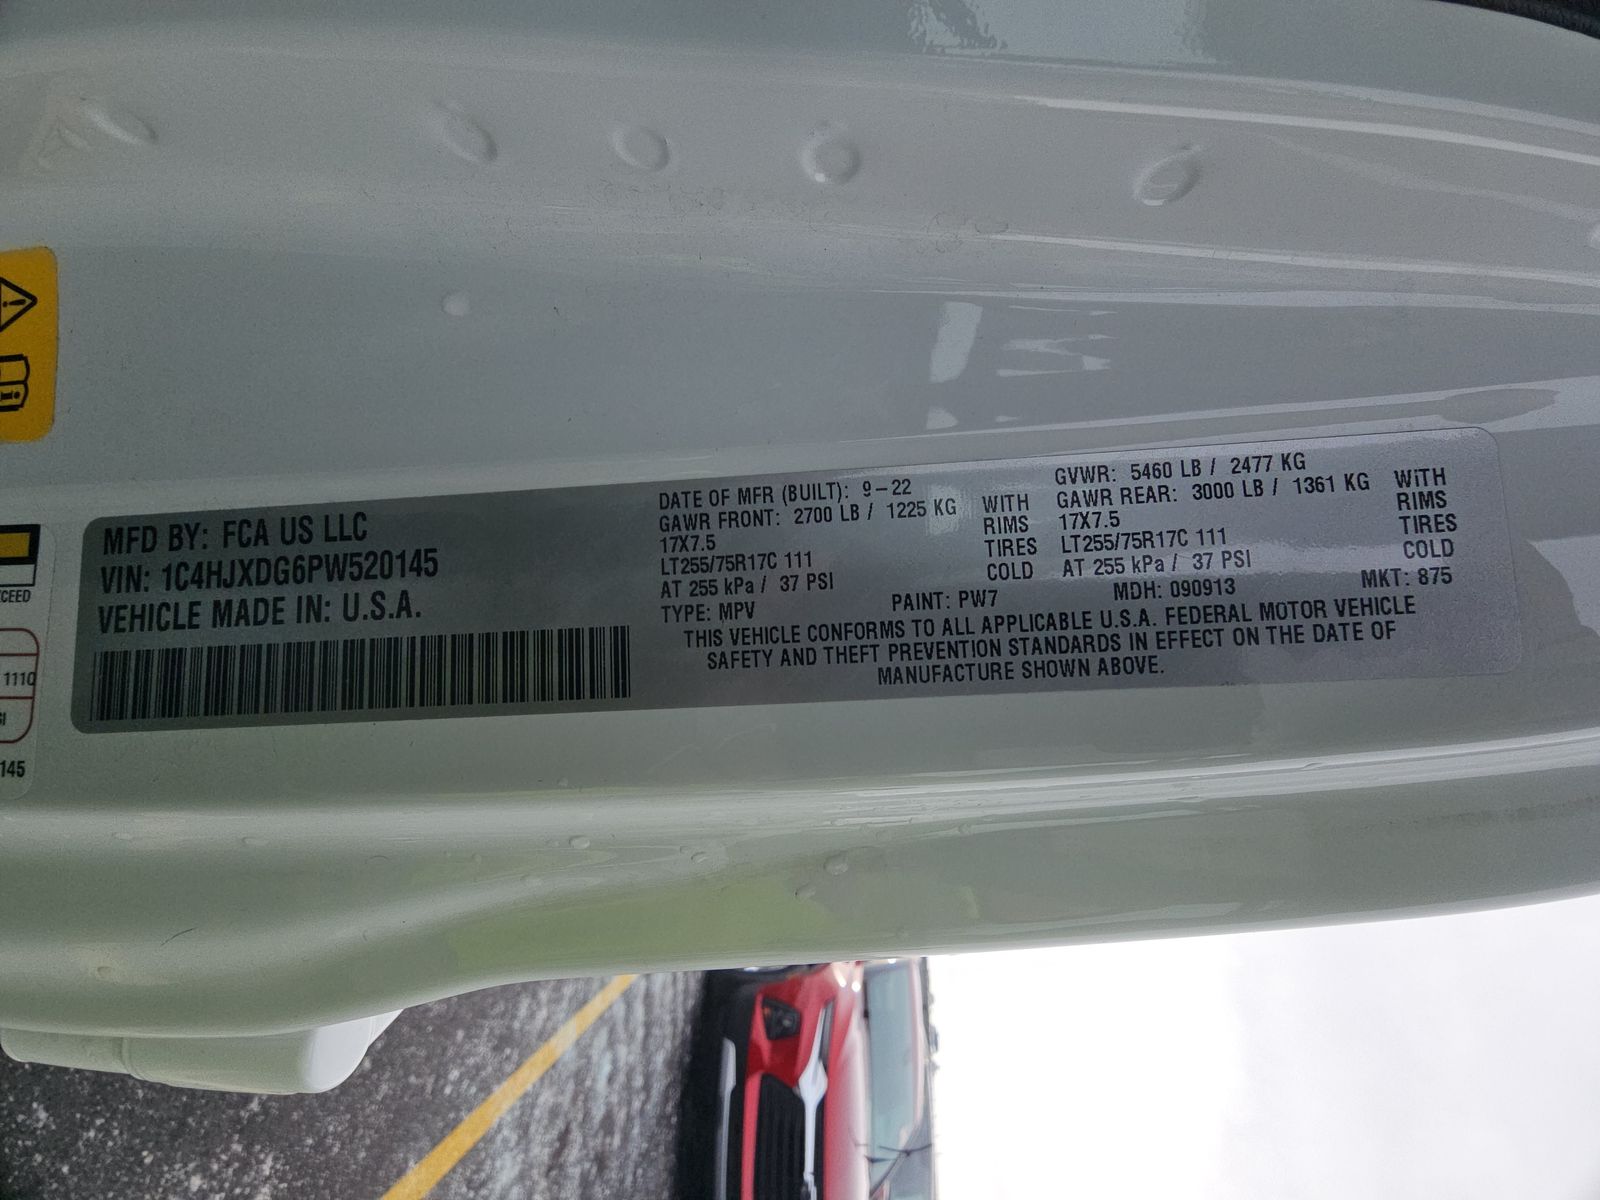 MFD BY: FCA US LLC
VIN: 1C4HJXDG6PW520145
VEHICLE MADE IN: U.S.A.
DATE OF MFR (BUILT): 9-22
GAWR FRONT: 2700 LB / 1225 KG WITH
17X7.5 RIMS
LT255/75R17C 111 TIRES
AT 255 kPa / 37 PSI COLD
GVWR: 5460 LB / 2477 KG
GAWR REAR: 3000 LB / 1361 KG WITH
17X7.5 RIMS
LT255/75R17C 111 TIRES
AT 255 kPa / 37 PSI COLD
TYPE: MPV PAINT: PW7 MDH: 090913 MKT: 875
THIS VEHICLE CONFORMS TO ALL APPLICABLE U.S.A. FEDERAL MOTOR VEHICLE
SAFETY AND THEFT PREVENTION STANDARDS IN EFFECT ON THE DATE OF
MANUFACTURE SHOWN ABOVE.
145